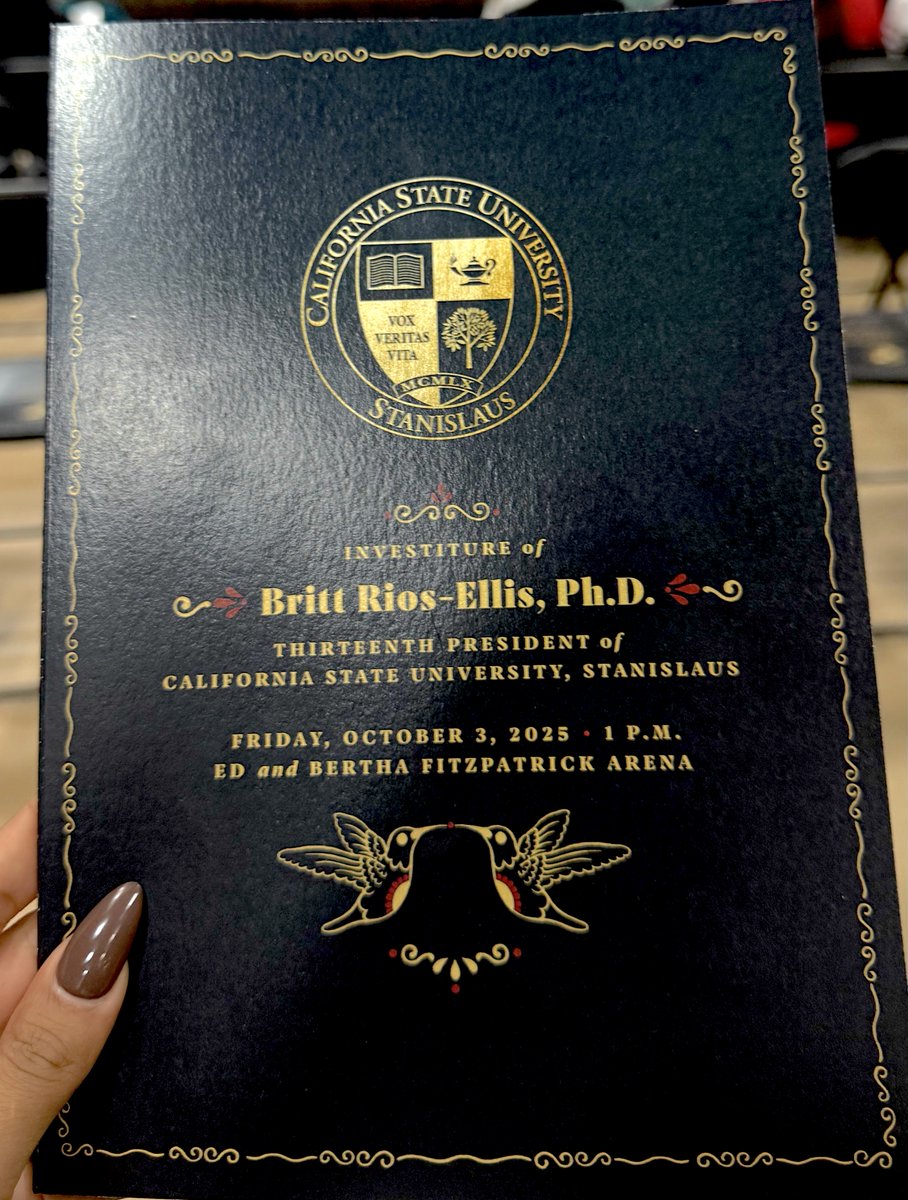 CALIFORNIA STATE UNIVERSITY
VOX
VERITAS
VITA
MCMLX
STANISLAUS
INVESTITURE of
Britt Rios-Ellis, Ph.D.
THIRTEENTH PRESIDENT of
CALIFORNIA STATE UNIVERSITY, STANISLAUS
FRIDAY, OCTOBER 3, 2025 • 1 P.M.
ED and BERTHA FITZPATRICK ARENA